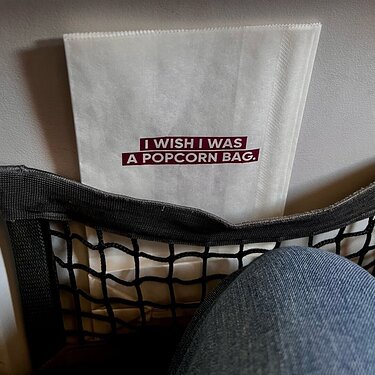 I WISH I WAS
A POPCORN BAG.